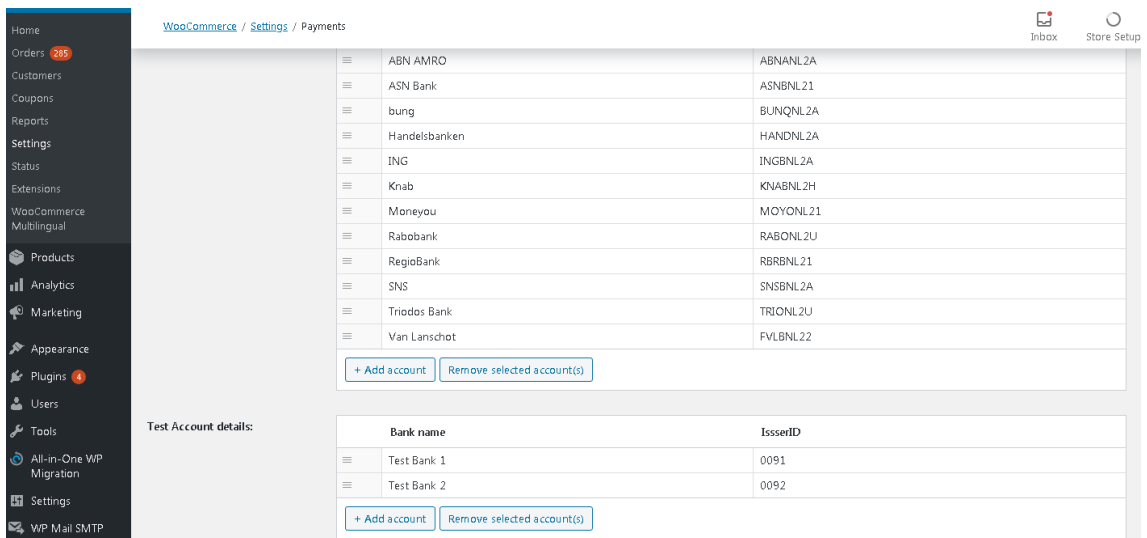 WooCommerce / Settings / Payments
Inbox
Store Setup
Home
Orders 285
Customers
Coupons
Reports
Settings
Status
Extensions
WooCommerce
Multilingual
Products
Analytics
Marketing
Appearance
Plugins 4
Users
Tools
All-in-One WP
Migration
Settings
WP Mail SMTP
ABN AMRO ABNANL2A
ASN Bank ASNBNL21
bunq BUNQNL2A
Handelsbanken HANDNL2A
ING INGBNL2A
Knab KNABNL2H
Moneyou MOYONL21
Rabobank RABONL2U
RegioBank RBRBNL21
SNS SNSBNL2A
Triodos Bank TRIONL2U
Van Lanschot FVLBNL22
+ Add account Remove selected account(s)
Test Account details:
Bank name IssserID
Test Bank 1 0091
Test Bank 2 0092
+ Add account Remove selected account(s)